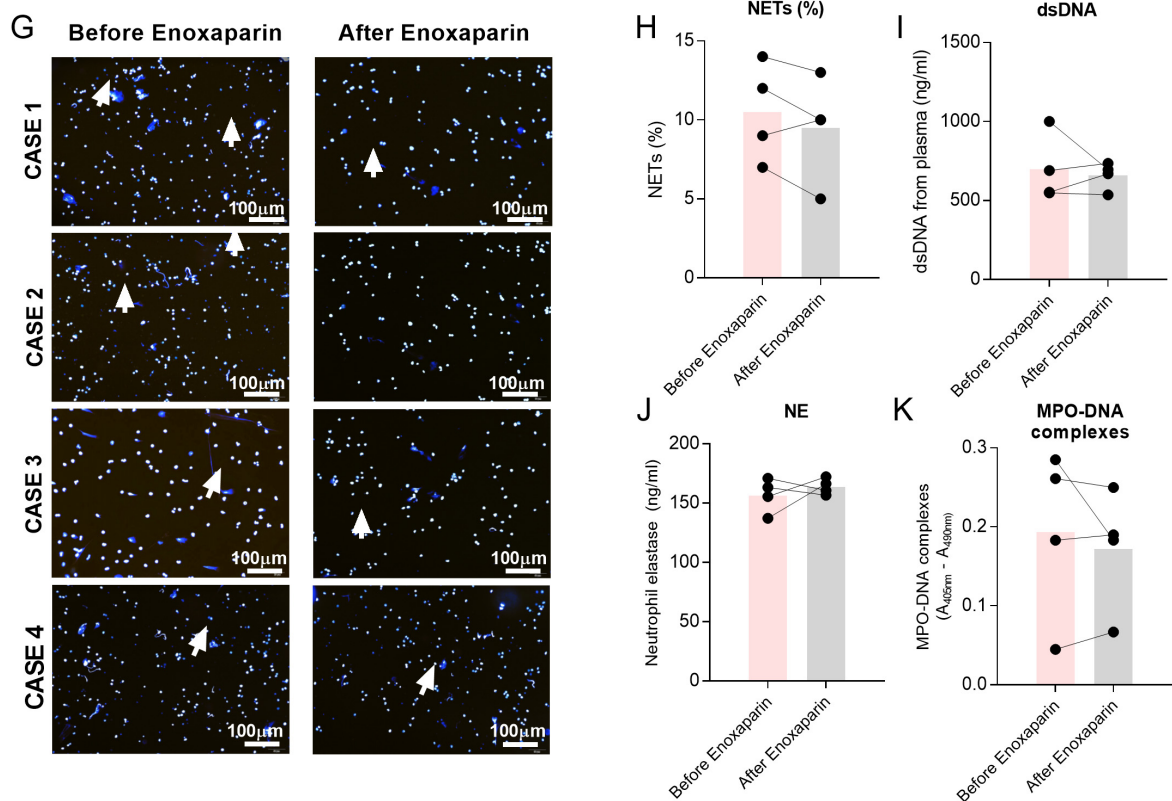 G
Before Enoxaparin
After Enoxaparin
CASE 1
100μm
100μm
CASE 2
100μm
100μm
CASE 3
100μm
100μm
CASE 4
100μm
100μm
H
NETs (%)
NETs (%)
15
10
5
0
Before Enoxaparin
After Enoxaparin
I
dsDNA
dsDNA from plasma (ng/ml)
1500
1000
500
0
Before Enoxaparin
After Enoxaparin
J
NE
Neutrophil elastase (ng/ml)
200
150
100
50
0
Before Enoxaparin
After Enoxaparin
K
MPO-DNA
complexes
MPO-DNA complexes
(A405nm - A490nm)
0.3
0.2
0.1
0.0
Before Enoxaparin
After Enoxaparin